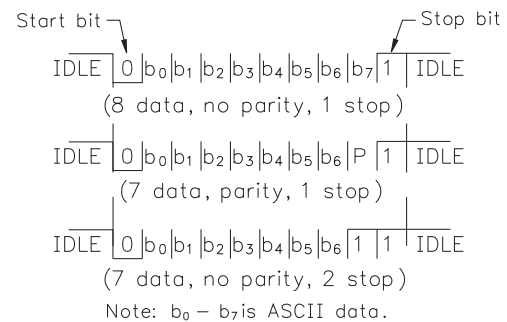 Start bit Stop bit
IDLE 0 b₀ b₁ b₂ b₃ b₄ b₅ b₆ b₇ 1 IDLE
(8 data, no parity, 1 stop)
IDLE 0 b₀ b₁ b₂ b₃ b₄ b₅ b₆ P 1 IDLE
(7 data, parity, 1 stop)
IDLE 0 b₀ b₁ b₂ b₃ b₄ b₅ b₆ 1 1 IDLE
(7 data, no parity, 2 stop)
Note: b₀ – b₇ is ASCII data.